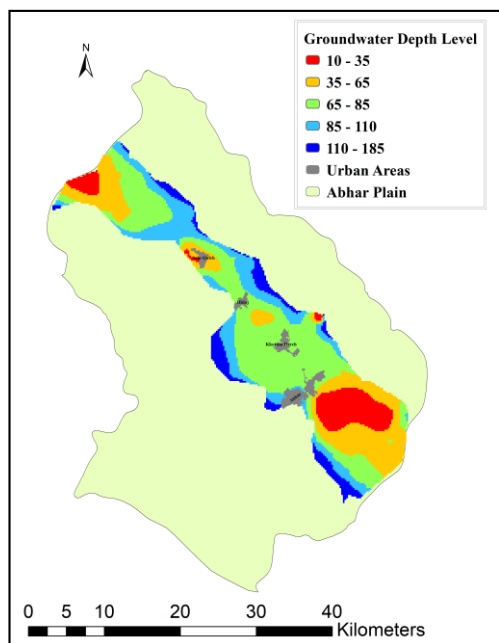 N
Groundwater Depth Level
10 - 35
35 - 65
65 - 85
85 - 110
110 - 185
Urban Areas
Abhar Plain
0 5 10 20 30 40
Kilometers